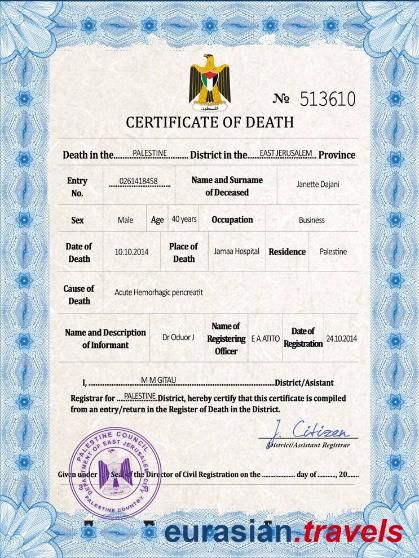 فلسطين
№ 513610
CERTIFICATE OF DEATH
Death in the PALESTINE District in the EAST JERUSALEM Province
Entry No. 0261418458 Name and Surname of Deceased Janette Dajani
Sex Male Age 40 years Occupation Business
Date of Death 10.10.2014 Place of Death Jamaa Hospital Residence Palestine
Cause of Death Acute Hemorhagic pencreatit
Name and Description of Informant Dr Oduor J Name of Registering Officer E A ATITO Date of Registration 24.10.2014
I, M M GITAU District/Asistant
Registrar for PALESTINE District, hereby certify that this certificate is compiled
from an entry/return in the Register of Death in the District.
J. Citizen
District/Assistant Registrar
PALESTINE COUNCIL
DEPARTMENT OF EAST JERUSALEM CITY
Given under Seal of the Director of Civil Registration on the day of , 20
eurasian.travels